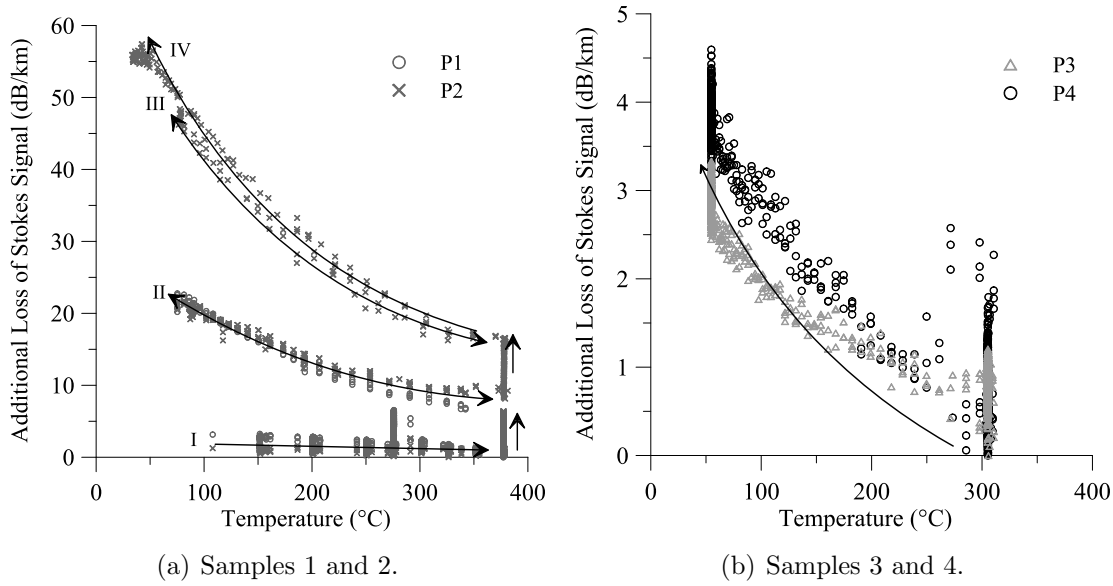 Additional Loss of Stokes Signal (dB/km)
60
50
40
30
20
10
0
IV
III
II
I
P1
P2
0 100 200 300 400
Temperature (°C)
(a) Samples 1 and 2.
Additional Loss of Stokes Signal (dB/km)
5
4
3
2
1
0
P3
P4
0 100 200 300 400
Temperature (°C)
(b) Samples 3 and 4.